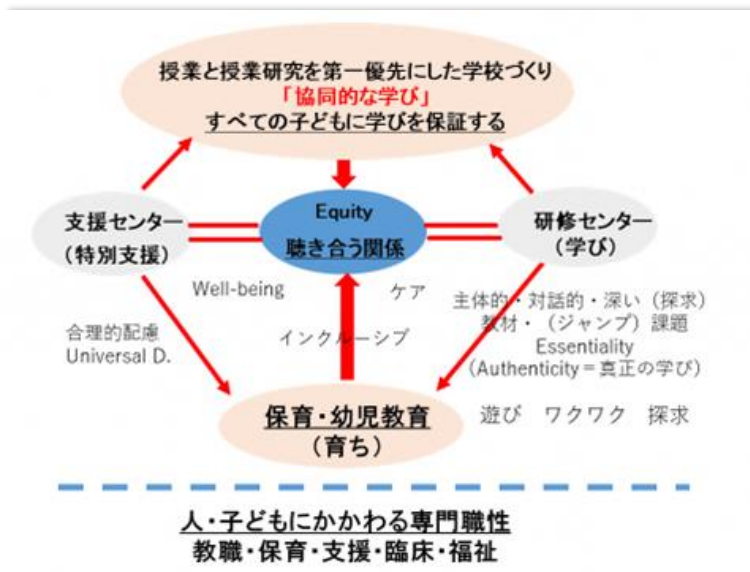 授業と授業研究を第一優先にした学校づくり
「協同的な学び」
すべての子どもに学びを保証する
支援センター
(特別支援)
Equity
聴き合う関係
研修センター
(学び)
Well-being
ケア
インクルーシブ
合理的配慮
Universal D.
主体的・対話的・深い（探求）
教材・（ジャンプ）課題
Essentiality
（Authenticity＝真正の学び）
保育・幼児教育
(育ち)
遊び　ワクワク　探求
人・子どもにかかわる専門職性
教職・保育・支援・臨床・福祉